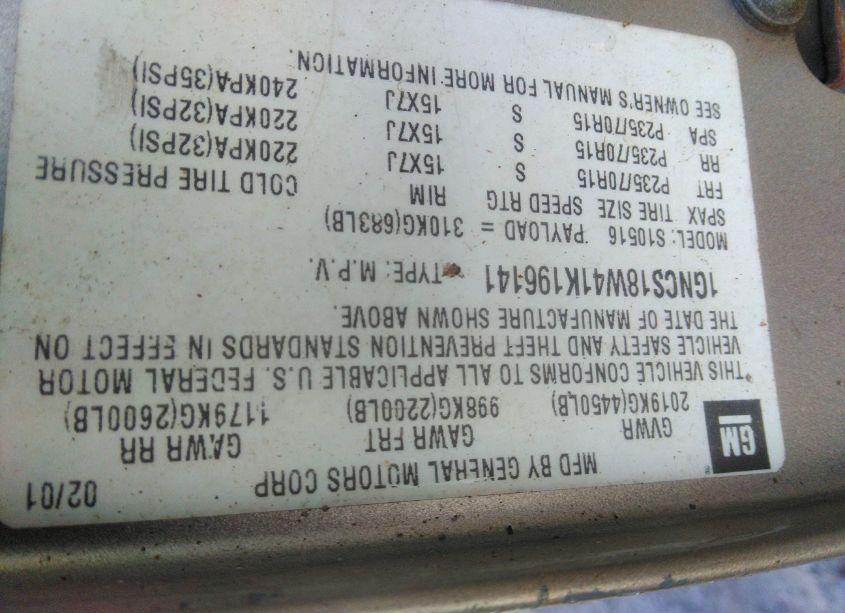 MFD BY GENERAL MOTORS CORP 02/01
GM
GVWR GAWR FRT GAWR RR
2019KG(4450LB) 998KG(2200LB) 1179KG(2600LB)
THIS VEHICLE CONFORMS TO ALL APPLICABLE U.S. FEDERAL MOTOR
VEHICLE SAFETY AND THEFT PREVENTION STANDARDS IN EFFECT ON
THE DATE OF MANUFACTURE SHOWN ABOVE.
1GNCS18W41K196141 TYPE: M.P.V.
MODEL: S10516 PAYLOAD = 310KG(683LB)
SPAX TIRE SIZE SPEED RTG RIM COLD TIRE PRESSURE
FRT P235/70R15 S 15X7J 220KPA(32PSI)
RR P235/70R15 S 15X7J 220KPA(32PSI)
SPA P235/70R15 S 15X7J 240KPA(35PSI)
SEE OWNER'S MANUAL FOR MORE INFORMATION.